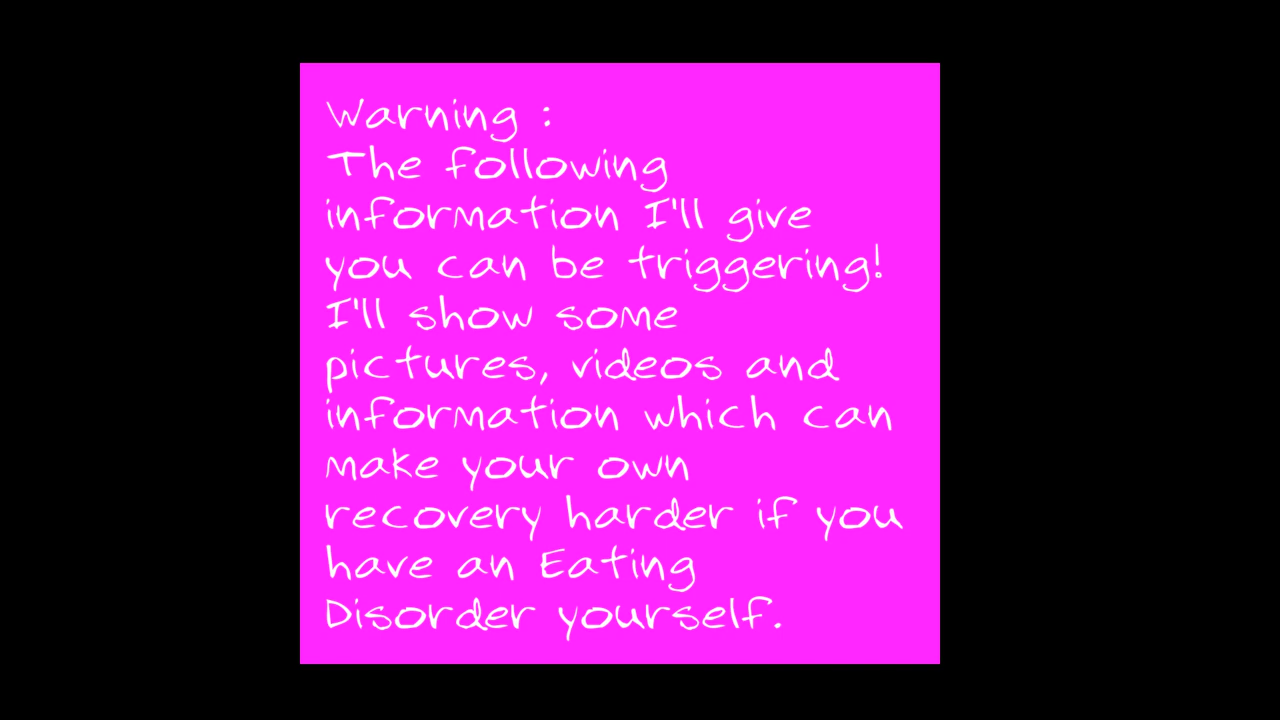 Warning :
The following
information I'll give
you can be triggering!
I'll show some
pictures, videos and
information which can
make your own
recovery harder if you
have an Eating
Disorder yourself.